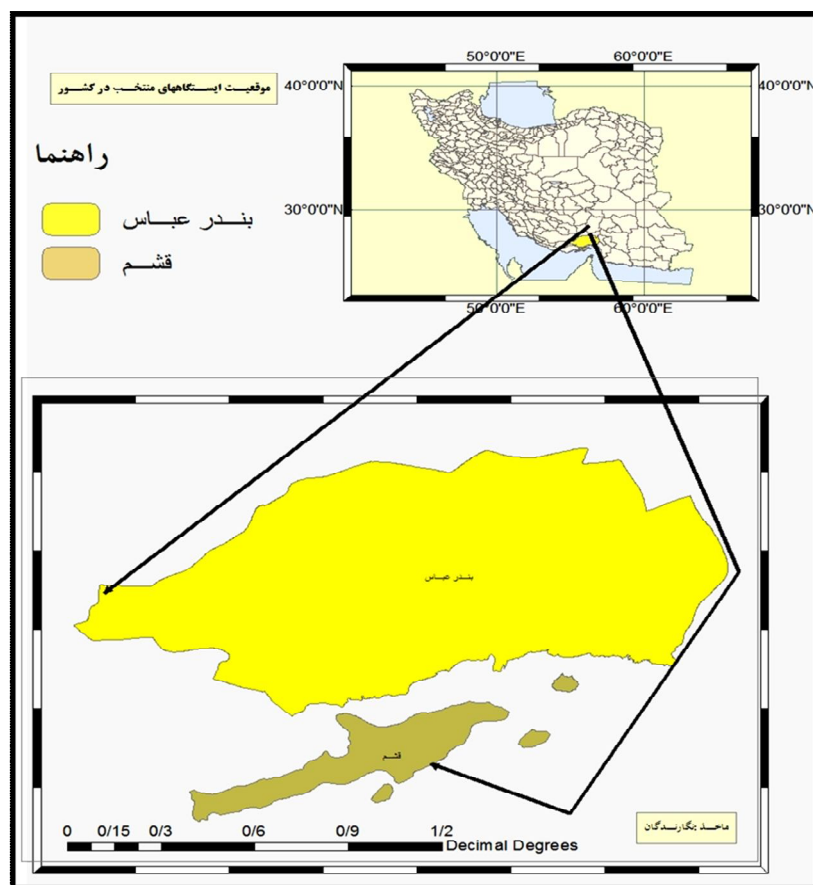 50°0'0"E 60°0'0"E
موقعیت ایستگاههای منتخب در کشور
40°0'0"N 40°0'0"N
راهنما
بندر عباس
قشم
30°0'0"N 30°0'0"N
50°0'0"E 60°0'0"E
بندر عباس
قشم
ماخذ :نگارندگان
0 0/15 0/3 0/6 0/9 1/2
Decimal Degrees